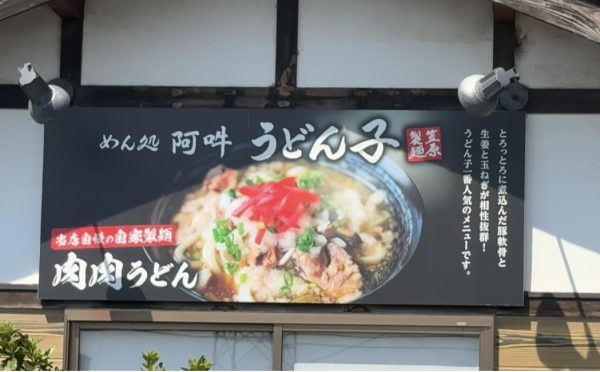 めん処 阿吽 うどん子
笠原
製麺
とろっとろに煮込んだ豚軟骨と
生姜と玉ねぎが相性抜群！
うどん子一番人気のメニューです。
当店自慢の自家製麺
肉肉うどん